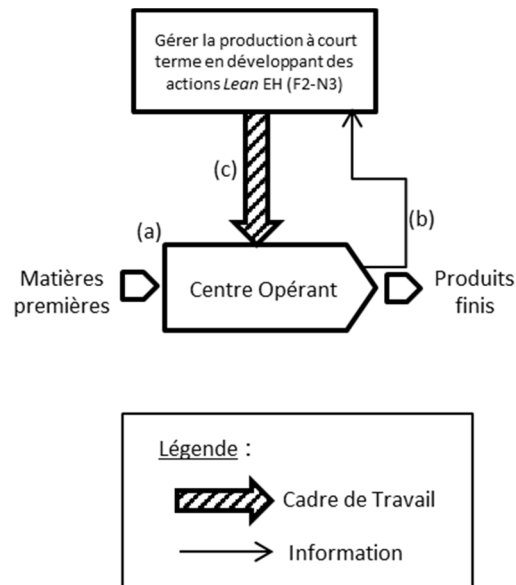 Gérer la production à court
terme en développant des
actions Lean EH (F2-N3)
(c)
(b)
(a)
Matières
premières
Centre Opérant
Produits
finis
Légende :
Cadre de Travail
Information